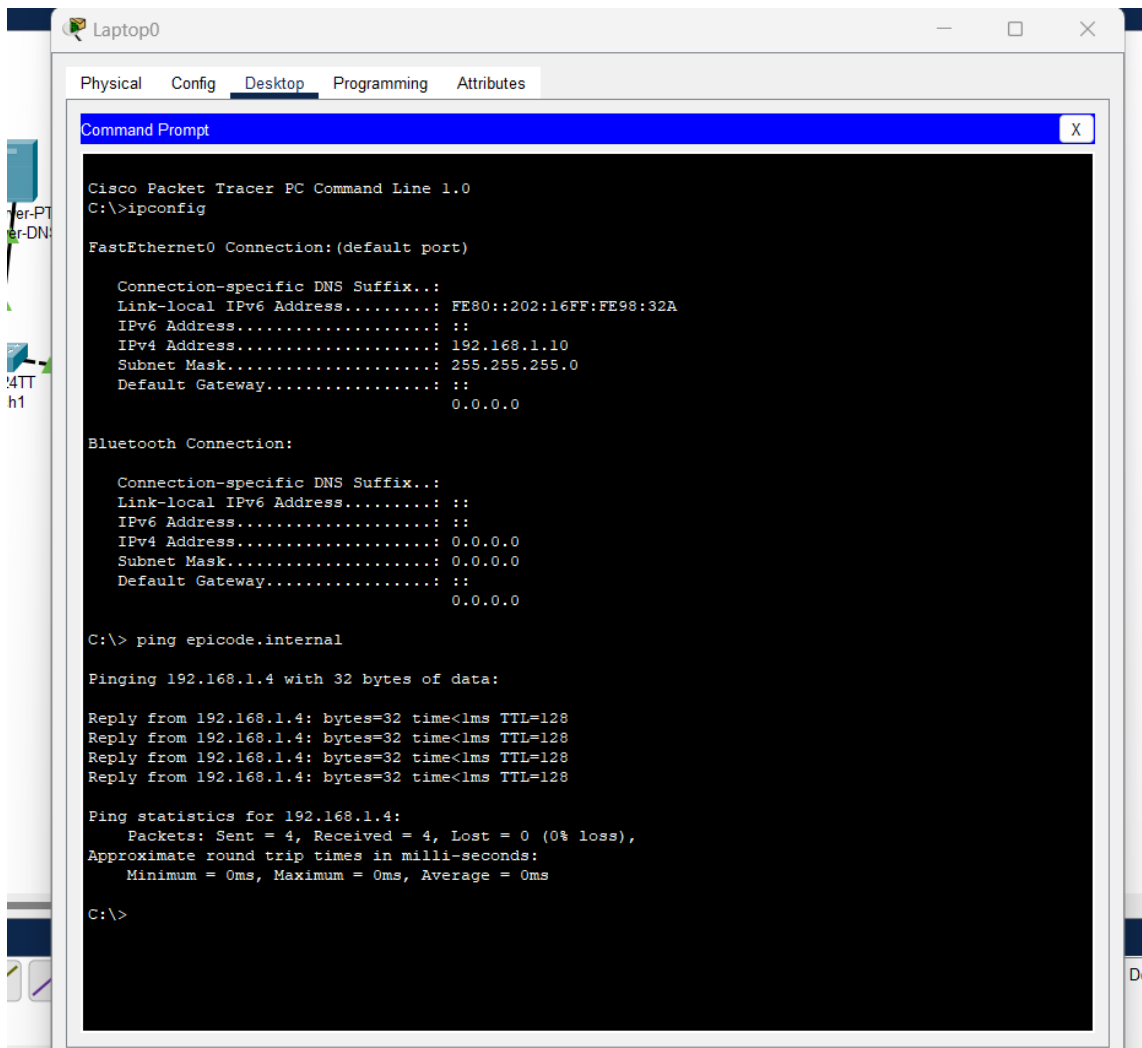 Laptop0
Physical Config Desktop Programming Attributes
Command Prompt
X
Cisco Packet Tracer PC Command Line 1.0
C:\>ipconfig
FastEthernet0 Connection:(default port)
Connection-specific DNS Suffix..:
Link-local IPv6 Address.........: FE80::202:16FF:FE98:32A
IPv6 Address....................: ::
IPv4 Address....................: 192.168.1.10
Subnet Mask.....................: 255.255.255.0
Default Gateway.................: ::
0.0.0.0
Bluetooth Connection:
Connection-specific DNS Suffix..:
Link-local IPv6 Address.........: ::
IPv6 Address....................: ::
IPv4 Address....................: 0.0.0.0
Subnet Mask.....................: 0.0.0.0
Default Gateway.................: ::
0.0.0.0
C:\> ping epicode.internal
Pinging 192.168.1.4 with 32 bytes of data:
Reply from 192.168.1.4: bytes=32 time<1ms TTL=128
Reply from 192.168.1.4: bytes=32 time<1ms TTL=128
Reply from 192.168.1.4: bytes=32 time<1ms TTL=128
Reply from 192.168.1.4: bytes=32 time<1ms TTL=128
Ping statistics for 192.168.1.4:
Packets: Sent = 4, Received = 4, Lost = 0 (0% loss),
Approximate round trip times in milli-seconds:
Minimum = 0ms, Maximum = 0ms, Average = 0ms
C:\>